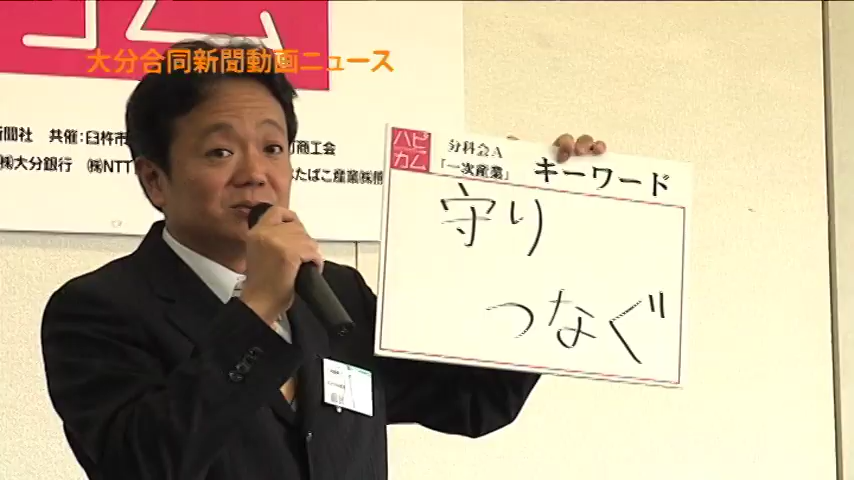 大分合同新聞動画ニュース
聞社 共催:臼杵市
町商工会
㈱大分銀行 ㈱NTT
たばこ産業㈱
ハピカム
分科会A
「一次産業」
キーワード
守り
つなぐ